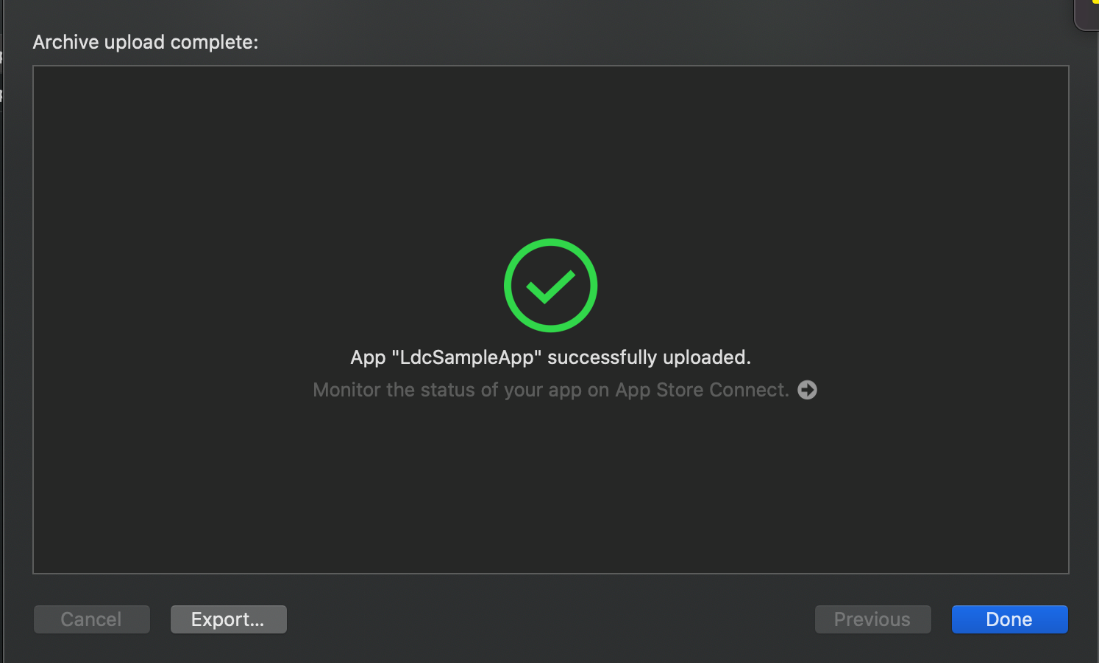 Archive upload complete:
App "LdcSampleApp" successfully uploaded.
Monitor the status of your app on App Store Connect.
Cancel
Export...
Previous
Done